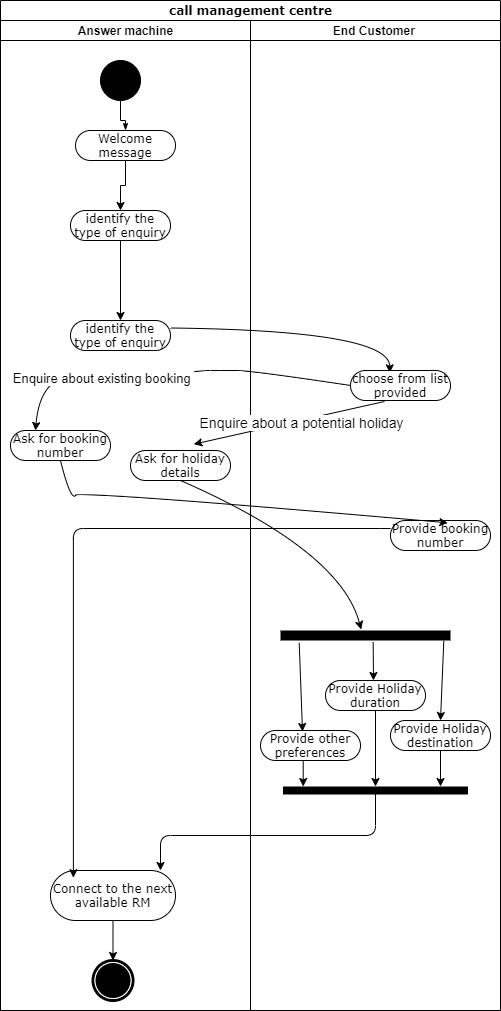 call management centre
Answer machine
End Customer
Welcome
message
identify the
type of enquiry
identify the
type of enquiry
choose from list
provided
Enquire about existing booking
Enquire about a potential holiday
Ask for booking
number
Ask for holiday
details
Provide booking
number
Provide Holiday
duration
Provide other
preferences
Provide Holiday
destination
Connect to the next
available RM